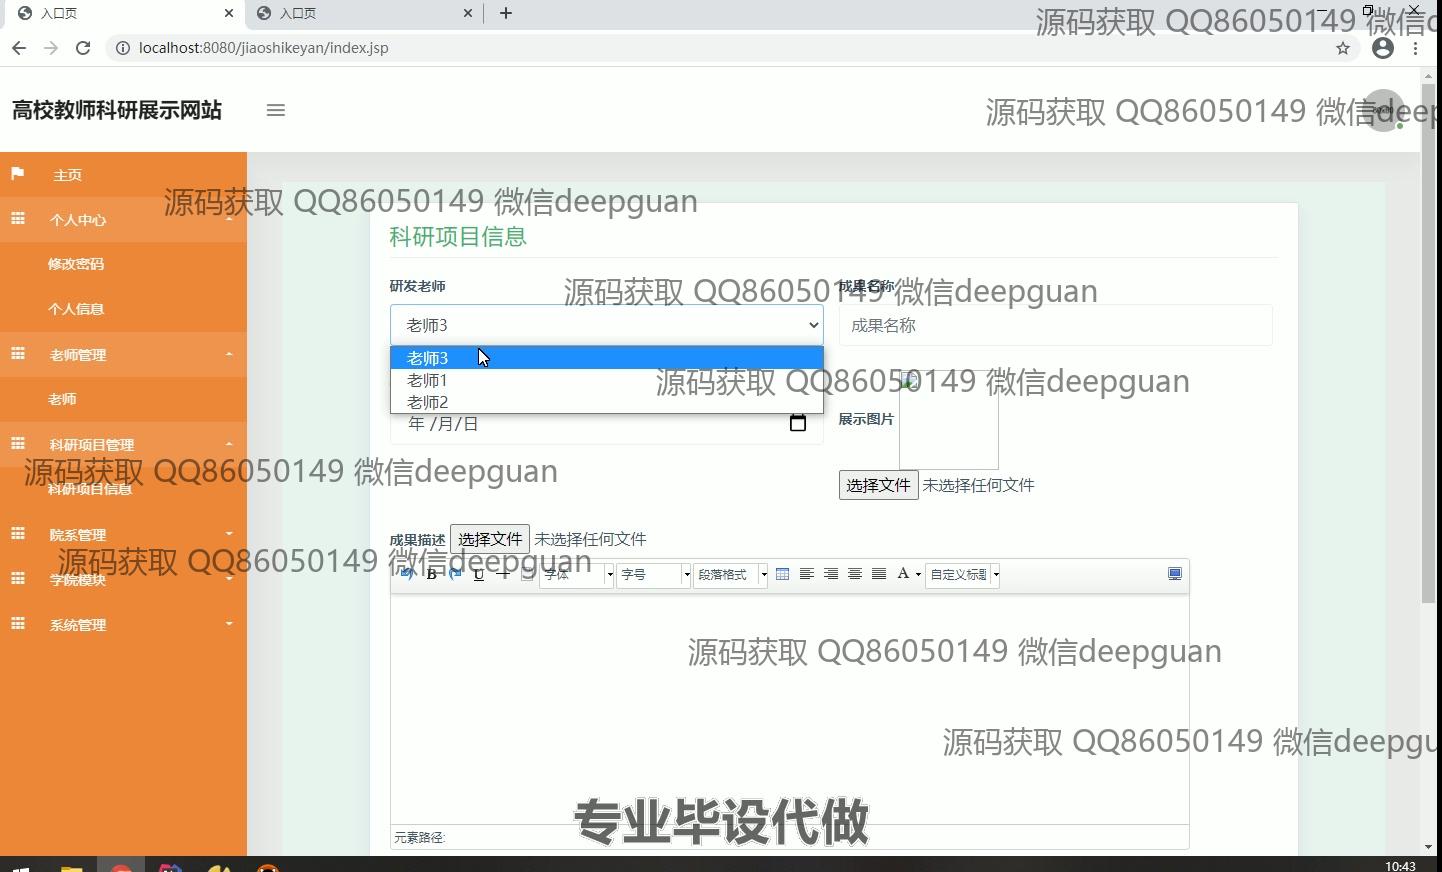 入口页
入口页
源码获取 QQ86050149 微信d
localhost:8080/jiaoshikeyan/index.jsp
高校教师科研展示网站
源码获取 QQ86050149 微信deep
主页
源码获取 QQ86050149 微信deepguan
个人中心
科研项目信息
修改密码
研发老师
成果名称
源码获取 QQ86050149 微信deepguan
个人信息
老师3
成果名称
老师管理
老师3
老师1
源码获取 QQ86050149 微信deepguan
老师
老师2
年 /月/日
展示图片
科研项目管理
源码获取 QQ86050149 微信deepguan
科研项目信息
选择文件 未选择任何文件
院系管理
成果描述 选择文件 未选择任何文件
源码获取 QQ86050149 微信deepguan
学院模块
B U 字体 字号 段落格式 A 自定义标题
系统管理
源码获取 QQ86050149 微信deepguan
源码获取 QQ86050149 微信deepgu
专业毕设代做
元素路径:
10:43